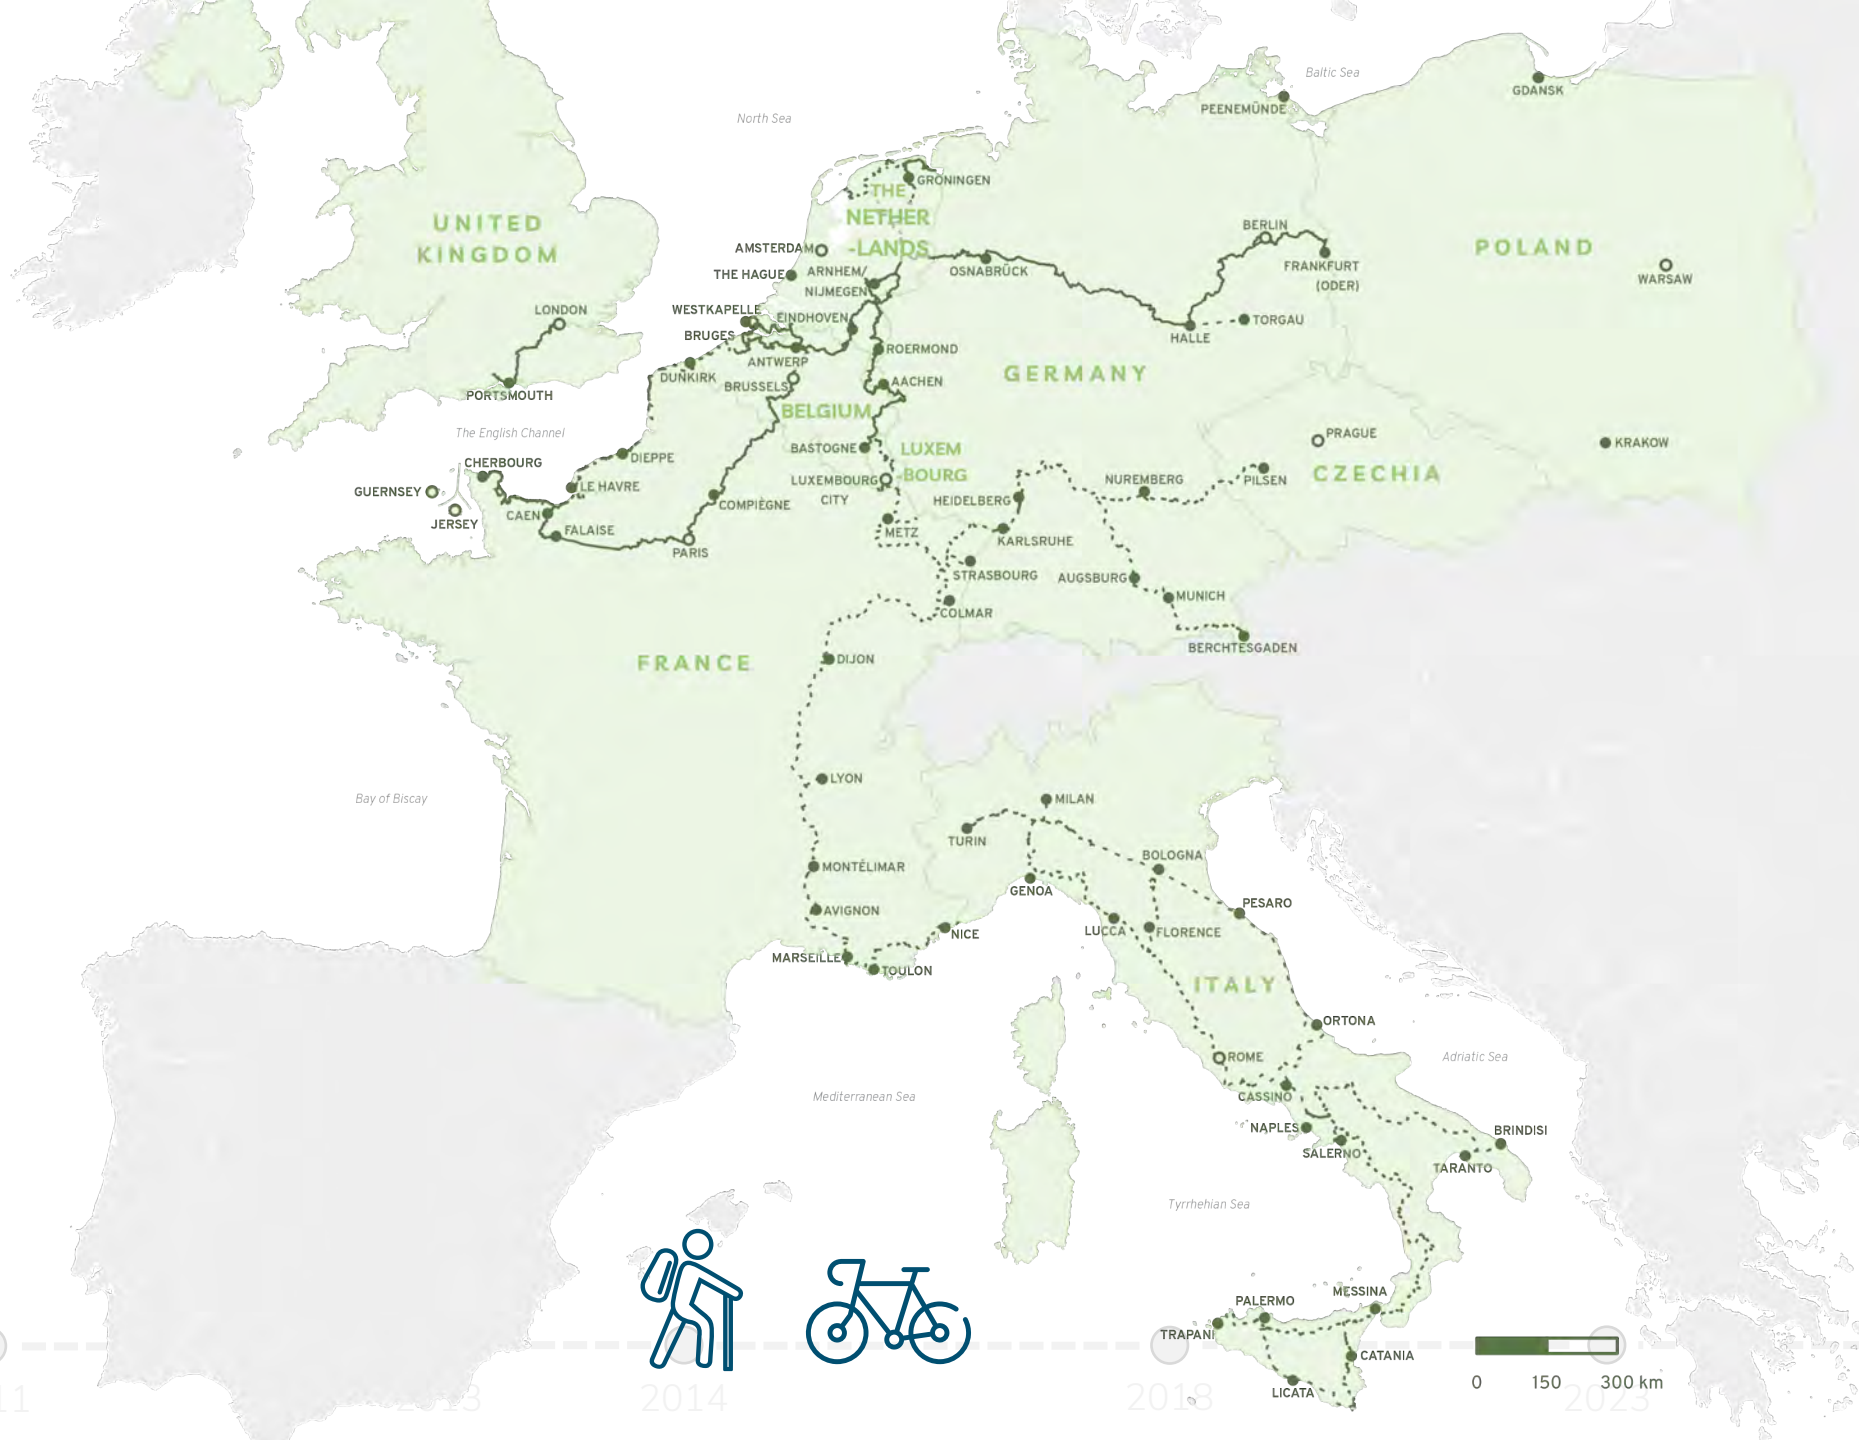 Baltic Sea
GDANSK
PEENEMÜNDE
North Sea
GRONINGEN
THE
NETHER
-LANDS
UNITED
KINGDOM
AMSTERDAM
BERLIN
POLAND
THE HAGUE
ARNHEM/
NIJMEGEN
OSNABRÜCK
FRANKFURT
(ODER)
WARSAW
LONDON
WESTKAPELLE
EINDHOVEN
BRUGES
HALLE
TORGAU
ANTWERP
ROERMOND
DUNKIRK
BRUSSELS
AACHEN
GERMANY
PORTSMOUTH
BELGIUM
The English Channel
PRAGUE
KRAKOW
BASTOGNE
LUXEM
-BOURG
DIEPPE
CHERBOURG
CZECHIA
LUXEMBOURG
CITY
NUREMBERG
PILSEN
GUERNSEY
LE HAVRE
HEIDELBERG
JERSEY
CAEN
COMPIÈGNE
FALAISE
METZ
KARLSRUHE
PARIS
STRASBOURG
AUGSBURG
MUNICH
COLMAR
BERCHTESGADEN
FRANCE
DIJON
LYON
Bay of Biscay
MILAN
TURIN
BOLOGNA
MONTÉLIMAR
GENOA
PESARO
AVIGNON
NICE
LUCCA
FLORENCE
MARSEILLE
TOULON
ITALY
ORTONA
ROME
Adriatic Sea
Mediterranean Sea
CASSINO
NAPLES
BRINDISI
SALERNO
TARANTO
Tyrrhehian Sea
MESSINA
PALERMO
TRAPANI
CATANIA
LICATA
0 150 300 km
11
2013
2014
2018
2023